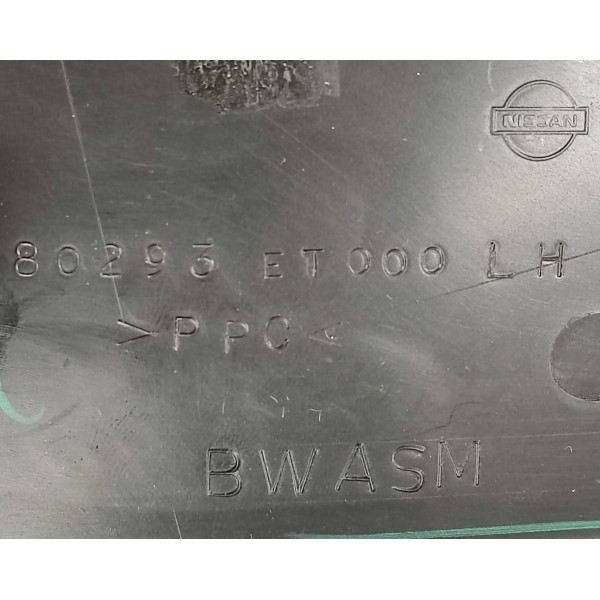 NISSAN
80293 ET000 LH
>PPC<
BWASM